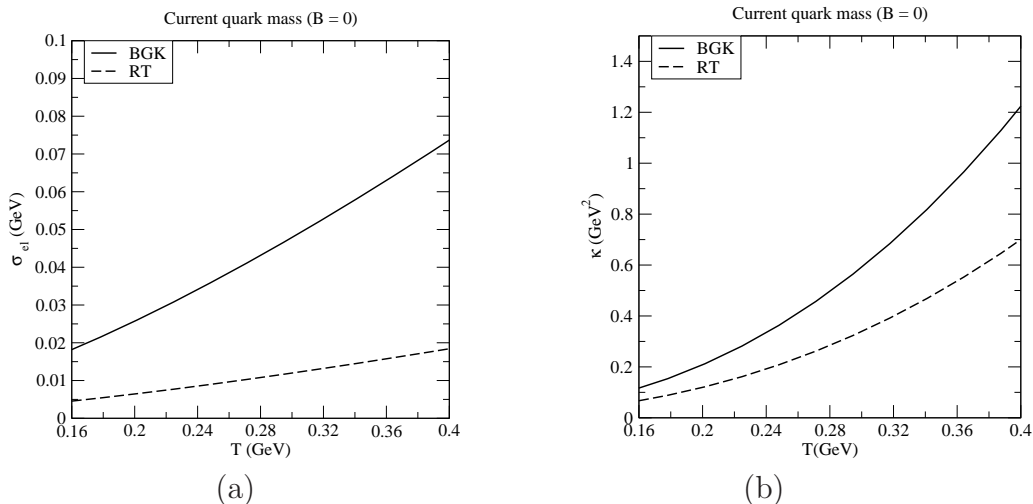 Current quark mass (B = 0)
BGK
RT
0.1
0.09
0.08
0.07
0.06
0.05
0.04
0.03
0.02
0.01
0
σ el (GeV)
0.16 0.2 0.24 0.28 0.32 0.36 0.4
T (GeV)
(a)
Current quark mass (B = 0)
BGK
RT
1.4
1.2
1
0.8
0.6
0.4
0.2
0
κ (GeV²)
0.16 0.2 0.24 0.28 0.32 0.36 0.4
T(GeV)
(b)